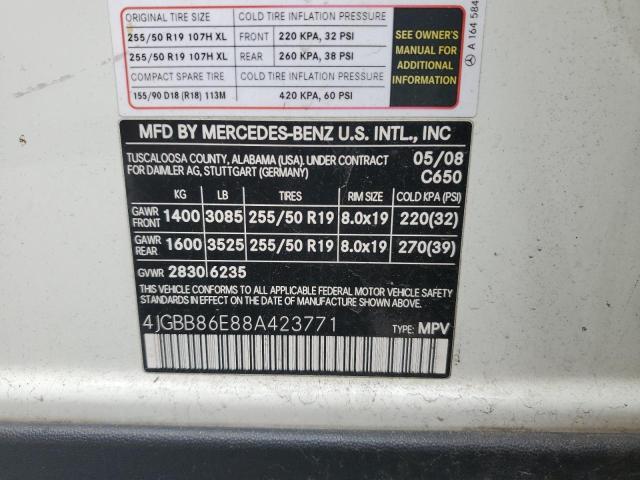 ORIGINAL TIRE SIZE COLD TIRE INFLATION PRESSURE
255/50 R19 107H XL FRONT 220 KPA, 32 PSI
255/50 R19 107H XL REAR 260 KPA, 38 PSI
COMPACT SPARE TIRE COLD TIRE INFLATION PRESSURE
155/90 D18 (R18) 113M 420 KPA, 60 PSI
SEE OWNER'S
MANUAL FOR
ADDITIONAL
INFORMATION
A 164 584
MFD BY MERCEDES-BENZ U.S. INTL., INC
TUSCALOOSA COUNTY, ALABAMA (USA). UNDER CONTRACT 05/08
FOR DAIMLER AG, STUTTGART (GERMANY) C650
KG LB TIRES RIM SIZE COLD KPA (PSI)
GAWR FRONT 1400 3085 255/50 R19 8.0x19 220(32)
GAWR REAR 1600 3525 255/50 R19 8.0x19 270(39)
GVWR 2830 6235
THIS VEHICLE CONFORMS TO ALL APPLICABLE FEDERAL MOTOR VEHICLE
SAFETY STANDARDS IN EFFECT ON THE DATE OF MANUFACTURE SHOWN ABOVE.
4JGBB86E88A423771 TYPE: MPV